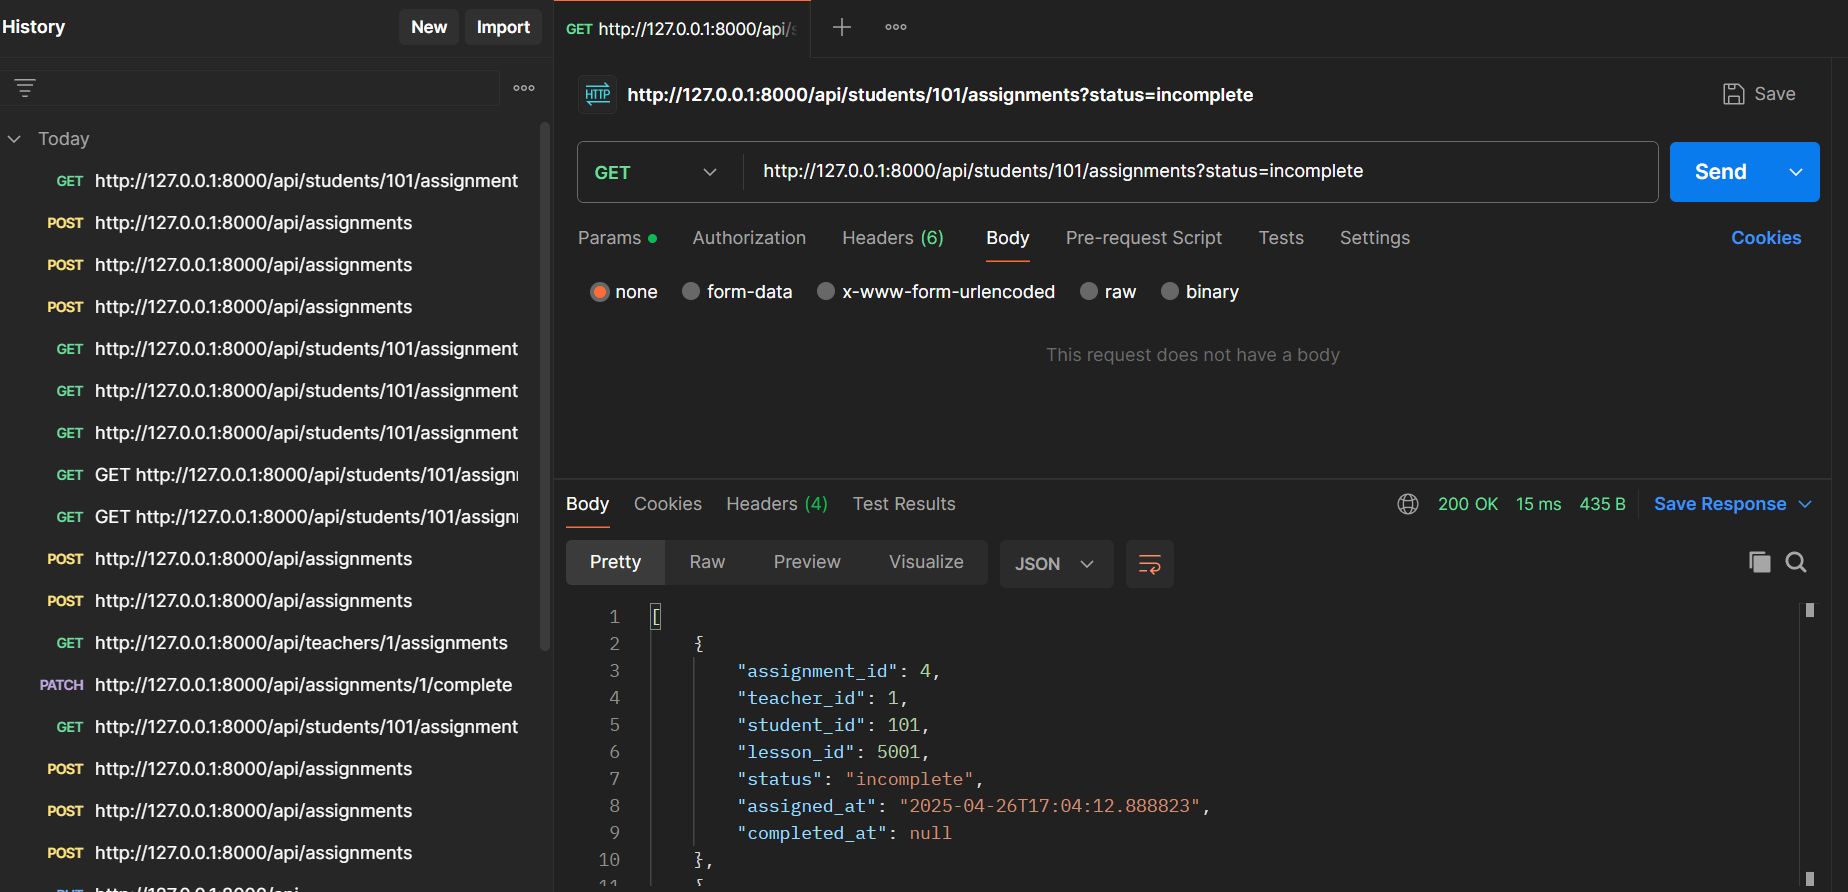 History
New
Import
Today
GET http://127.0.0.1:8000/api/students/101/assignment
POST http://127.0.0.1:8000/api/assignments
POST http://127.0.0.1:8000/api/assignments
POST http://127.0.0.1:8000/api/assignments
GET http://127.0.0.1:8000/api/students/101/assignment
GET http://127.0.0.1:8000/api/students/101/assignment
GET http://127.0.0.1:8000/api/students/101/assignment
GET GET http://127.0.0.1:8000/api/students/101/assign
GET GET http://127.0.0.1:8000/api/students/101/assign
POST http://127.0.0.1:8000/api/assignments
POST http://127.0.0.1:8000/api/assignments
GET http://127.0.0.1:8000/api/teachers/1/assignments
PATCH http://127.0.0.1:8000/api/assignments/1/complete
GET http://127.0.0.1:8000/api/students/101/assignment
POST http://127.0.0.1:8000/api/assignments
POST http://127.0.0.1:8000/api/assignments
POST http://127.0.0.1:8000/api/assignments
GET http://127.0.0.1:8000/api/
HTTP http://127.0.0.1:8000/api/students/101/assignments?status=incomplete
Save
GET http://127.0.0.1:8000/api/students/101/assignments?status=incomplete
Send
Params Authorization Headers (6) Body Pre-request Script Tests Settings
Cookies
none form-data x-www-form-urlencoded raw binary
This request does not have a body
Body Cookies Headers (4) Test Results
200 OK 15 ms 435 B Save Response
Pretty Raw Preview Visualize JSON
1 [
2 {
3 "assignment_id": 4,
4 "teacher_id": 1,
5 "student_id": 101,
6 "lesson_id": 5001,
7 "status": "incomplete",
8 "assigned_at": "2025-04-26T17:04:12.888823",
9 "completed_at": null
10 },
11 {